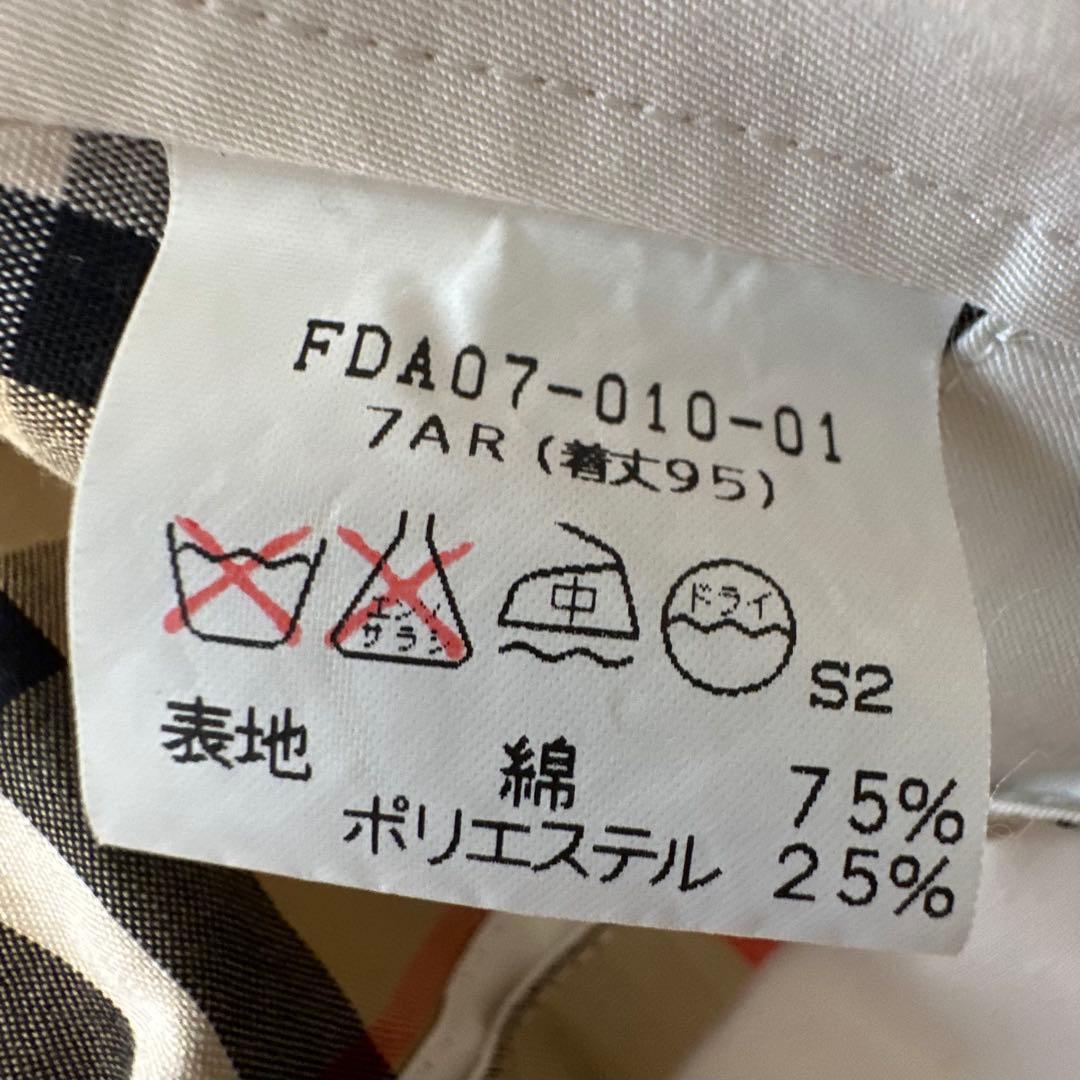 FDA07-010-01
7AR(着丈95)
中
ドライ
エンソ
サラシ
S2
表地 綿 75%
ポリエステル 25%